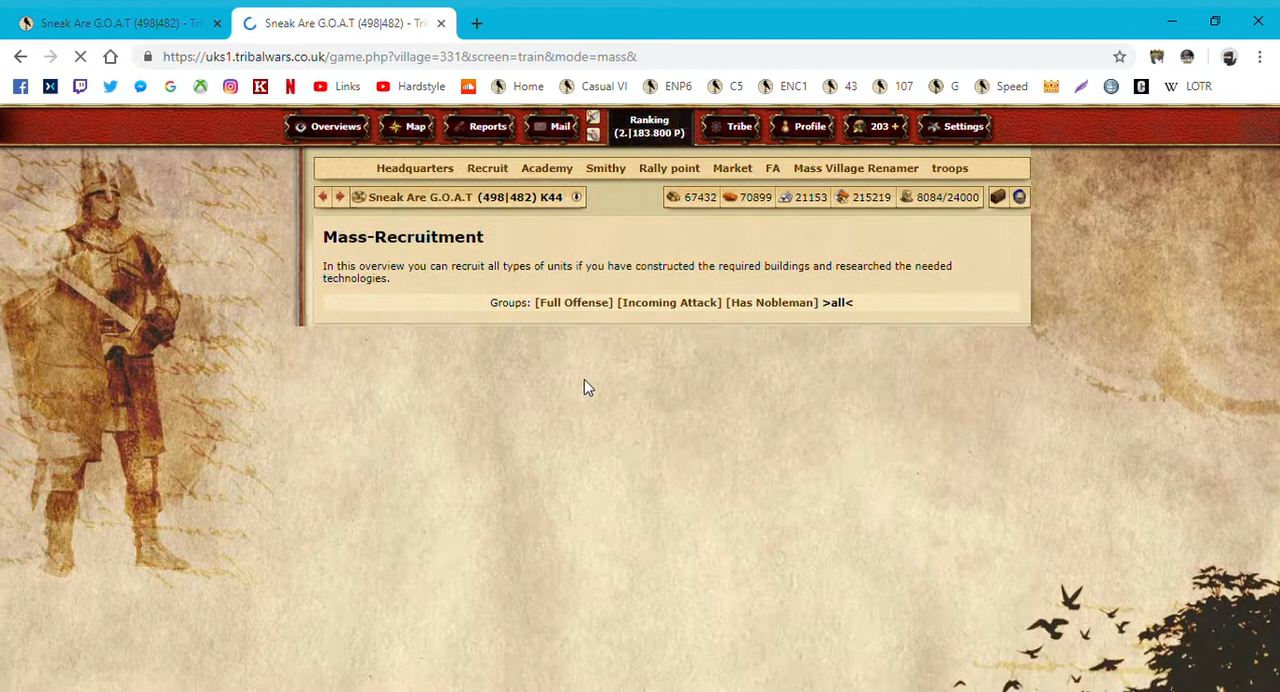 Sneak Are G.O.A.T (498|482) - Tri
Sneak Are G.O.A.T (498|482) - Tri
https://uks1.tribalwars.co.uk/game.php?village=331&screen=train&mode=mass&
Links Hardstyle Home Casual VI ENP6 C5 ENC1 43 107 G Speed W LOTR
Overviews Map Reports Mail Ranking Tribe Profile 203 + Settings
(2.|183.800 P)
Headquarters Recruit Academy Smithy Rally point Market FA Mass Village Renamer troops
Sneak Are G.O.A.T (498|482) K44 67432 70899 21153 215219 8084/24000
Mass-Recruitment
In this overview you can recruit all types of units if you have constructed the required buildings and researched the needed
technologies.
Groups: [Full Offense] [Incoming Attack] [Has Nobleman] >all<